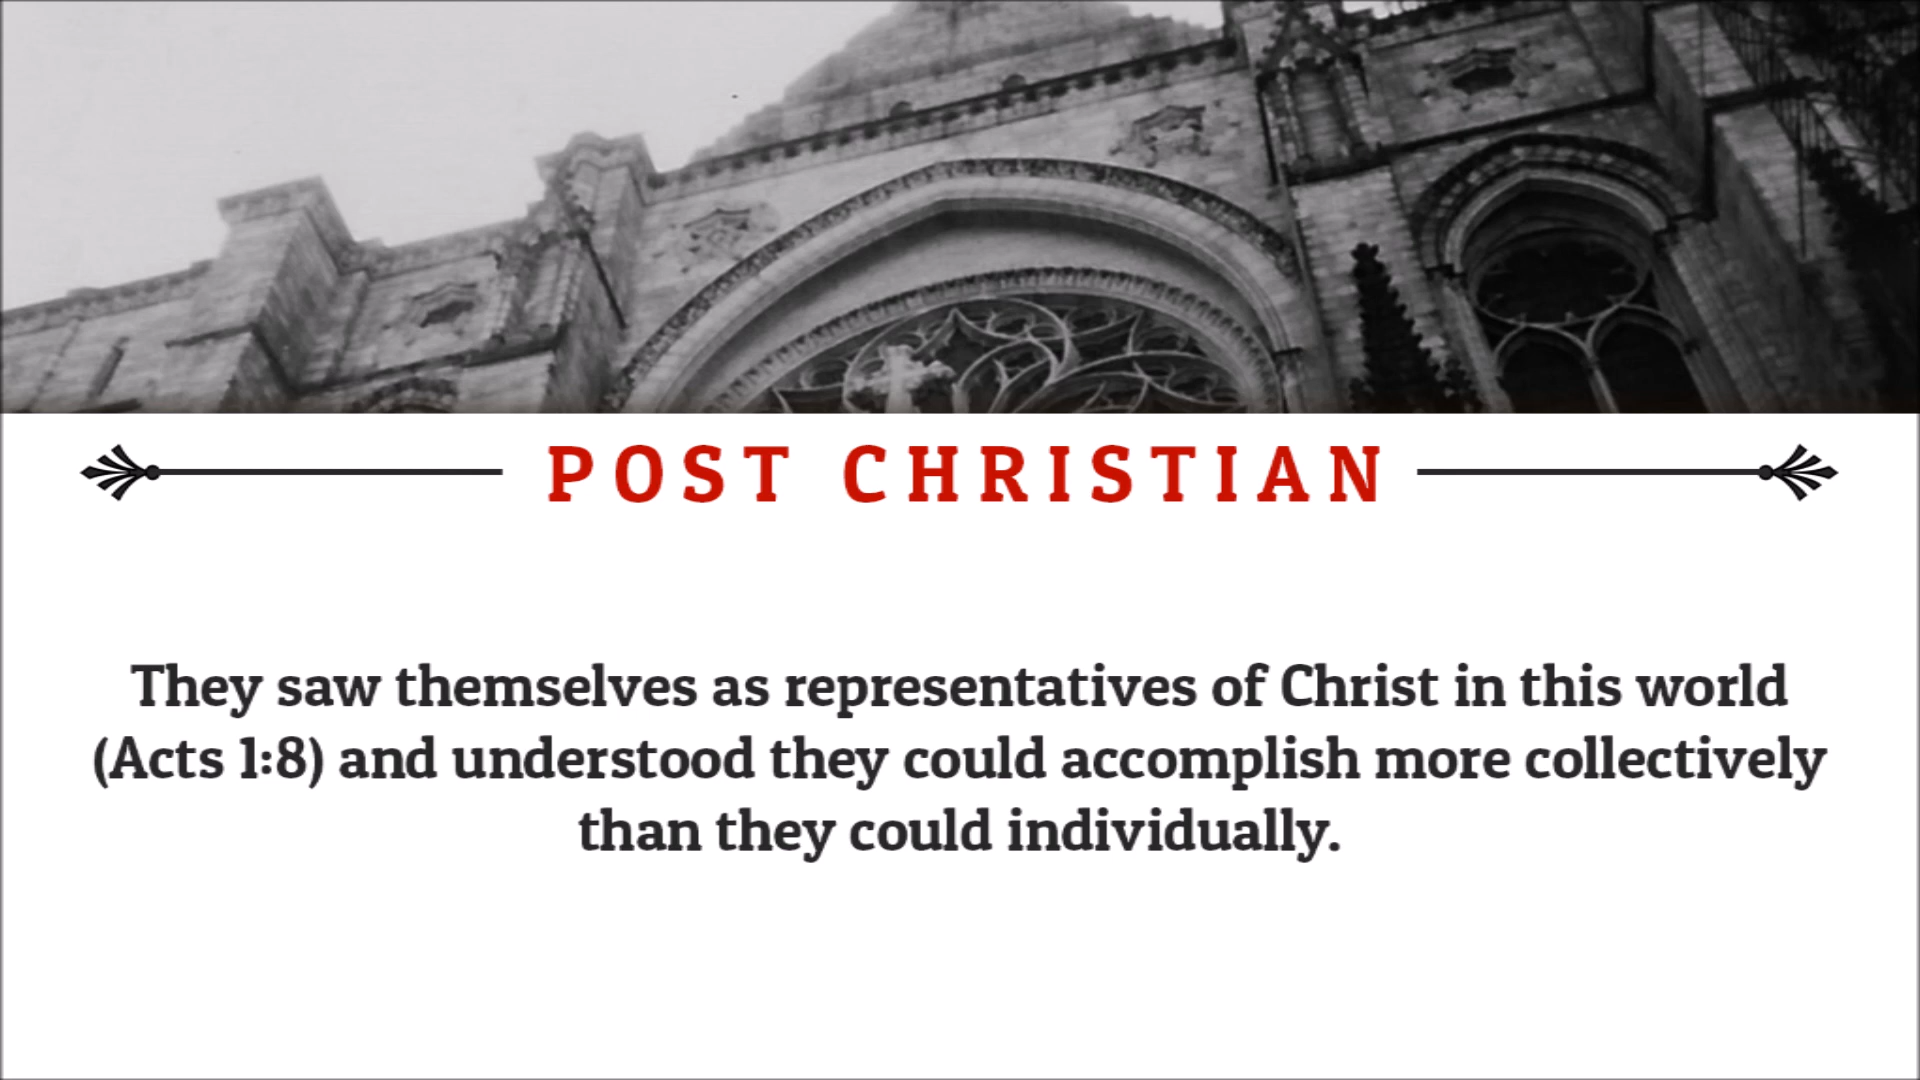 POST CHRISTIAN
They saw themselves as representatives of Christ in this world
(Acts 1:8) and understood they could accomplish more collectively
than they could individually.